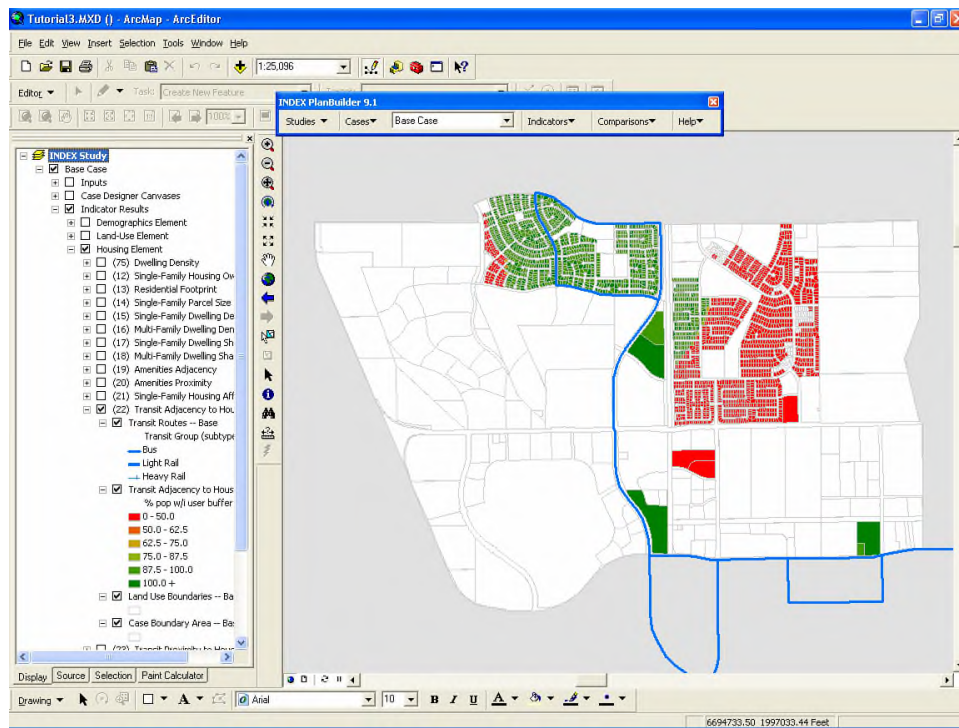 Tutorial3.MXD () - ArcMap - ArcEditor
File Edit View Insert Selection Tools Window Help
1:25,096
Editor Task: Create New Feature
100%
INDEX PlanBuilder 9.1
Studies Cases Base Case Indicators Comparisons Help
INDEX Study
Base Case
Inputs
Case Designer Canvases
Indicator Results
Demographics Element
Land-Use Element
Housing Element
(75) Dwelling Density
(12) Single-Family Housing Ow
(13) Residential Footprint
(14) Single-Family Parcel Size
(15) Single-Family Dwelling De
(16) Multi-Family Dwelling Den
(17) Single-Family Dwelling Sh
(18) Multi-Family Dwelling Sha
(19) Amenities Adjacency
(20) Amenities Proximity
(21) Single-Family Housing Aff
(22) Transit Adjacency to Hou
Transit Routes -- Base
Transit Group (subtype
Bus
Light Rail
Heavy Rail
Transit Adjacency to Hous
% pop w/i user buffer
0 - 50.0
50.0 - 62.5
62.5 - 75.0
75.0 - 87.5
87.5 - 100.0
100.0 +
Land Use Boundaries -- Ba
Case Boundary Area -- Bas
(23) Transit Proximity to Hous
Display Source Selection Paint Calculator
Drawing A Arial 10 B I U A
6694733.50 1997033.44 Feet